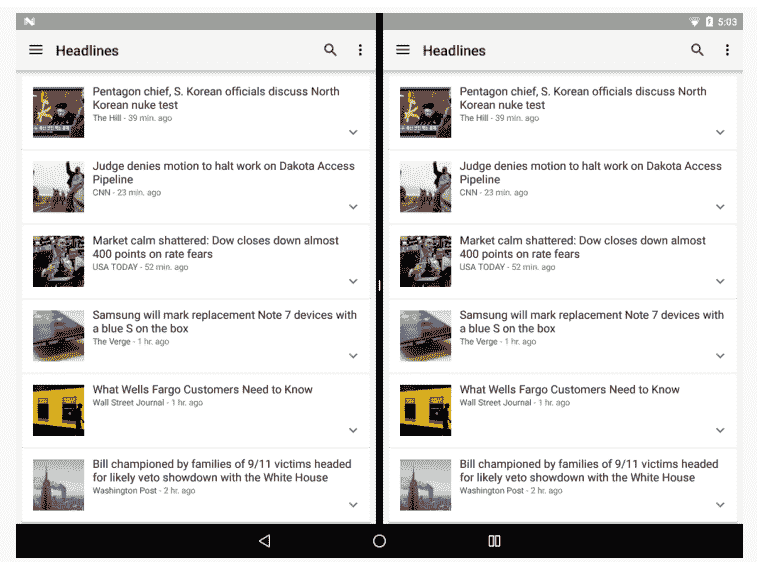 5:03
Headlines
Pentagon chief, S. Korean officials discuss North
Korean nuke test
The Hill - 39 min. ago
Judge denies motion to halt work on Dakota Access
Pipeline
CNN - 23 min. ago
Market calm shattered: Dow closes down almost
400 points on rate fears
USA TODAY - 52 min. ago
Samsung will mark replacement Note 7 devices with
a blue S on the box
The Verge - 1 hr. ago
What Wells Fargo Customers Need to Know
Wall Street Journal - 1 hr. ago
Bill championed by families of 9/11 victims headed
for likely veto showdown with the White House
Washington Post - 2 hr. ago
Headlines
Pentagon chief, S. Korean officials discuss North
Korean nuke test
The Hill - 39 min. ago
Judge denies motion to halt work on Dakota Access
Pipeline
CNN - 23 min. ago
Market calm shattered: Dow closes down almost
400 points on rate fears
USA TODAY - 52 min. ago
Samsung will mark replacement Note 7 devices with
a blue S on the box
The Verge - 1 hr. ago
What Wells Fargo Customers Need to Know
Wall Street Journal - 1 hr. ago
Bill championed by families of 9/11 victims headed
for likely veto showdown with the White House
Washington Post - 2 hr. ago